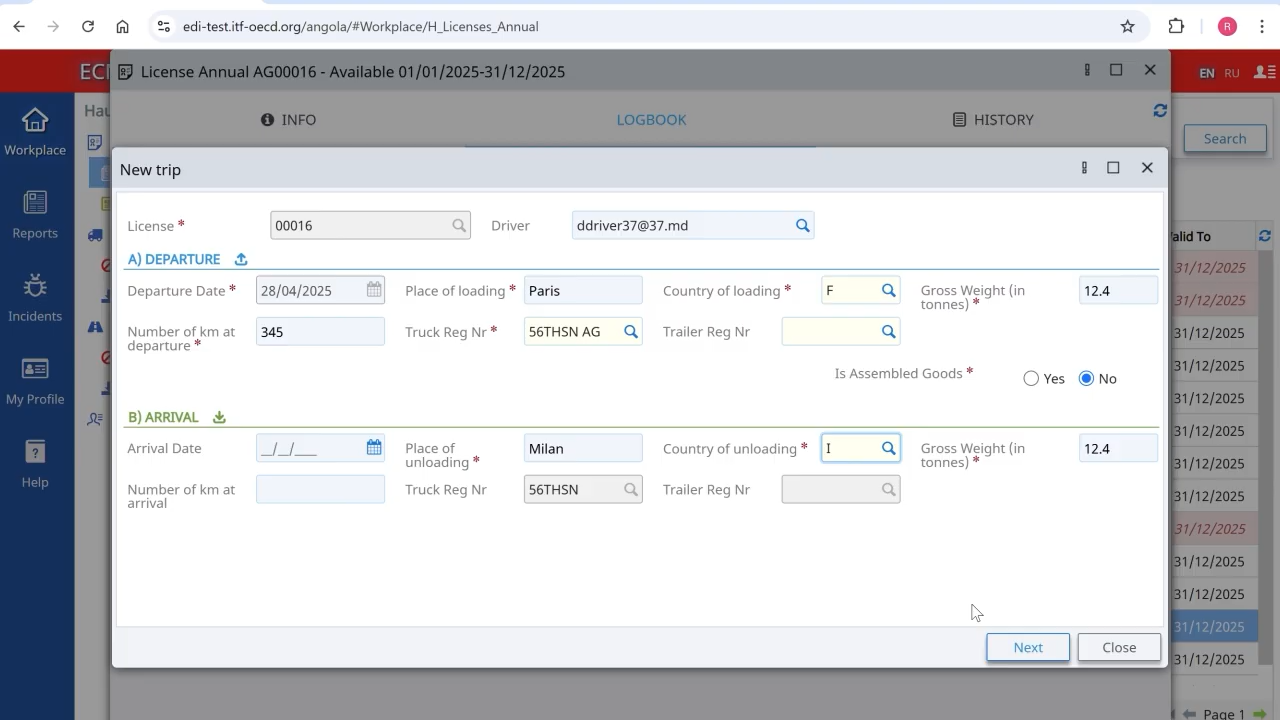 edi-test.itf-oecd.org/angola/#Workplace/H_Licenses_Annual
R
License Annual AG00016 - Available 01/01/2025-31/12/2025
EN RU
Workplace
Reports
Incidents
My Profile
Help
INFO
LOGBOOK
HISTORY
Search
New trip
License * 00016 Driver ddriver37@37.md
A) DEPARTURE
Departure Date * 28/04/2025 Place of loading * Paris Country of loading * F Gross Weight (in tonnes) * 12.4
Number of km at departure * 345 Truck Reg Nr * 56THSN AG Trailer Reg Nr
Is Assembled Goods * Yes No
B) ARRIVAL
Arrival Date __/__/____ Place of unloading * Milan Country of unloading * I Gross Weight (in tonnes) * 12.4
Number of km at arrival Truck Reg Nr 56THSN Trailer Reg Nr
Next
Close
To
31/12/2025
31/12/2025
31/12/2025
31/12/2025
31/12/2025
31/12/2025
31/12/2025
31/12/2025
31/12/2025
31/12/2025
31/12/2025
31/12/2025
31/12/2025
Page 1